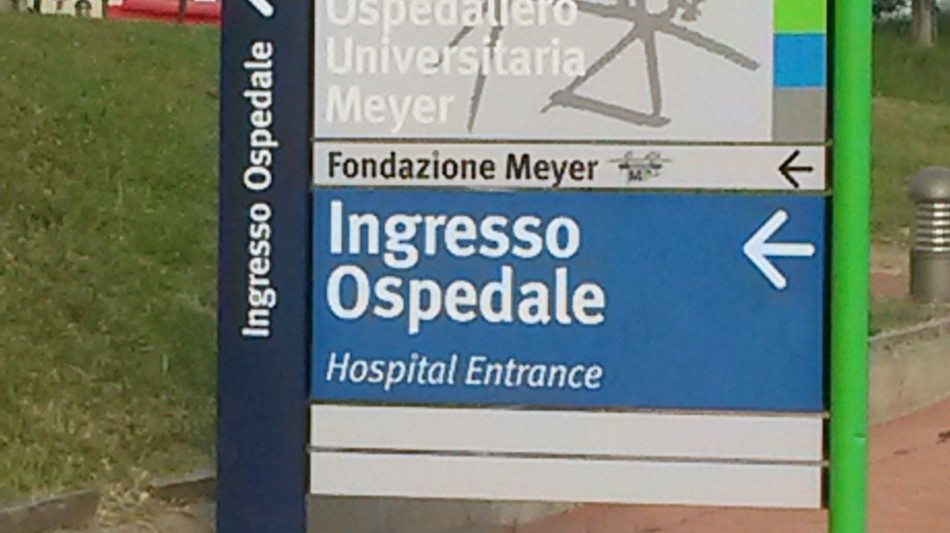 Ingresso Ospedale
Ospedaliero
Universitaria
Meyer
Fondazione Meyer
Ingresso
Ospedale
Hospital Entrance